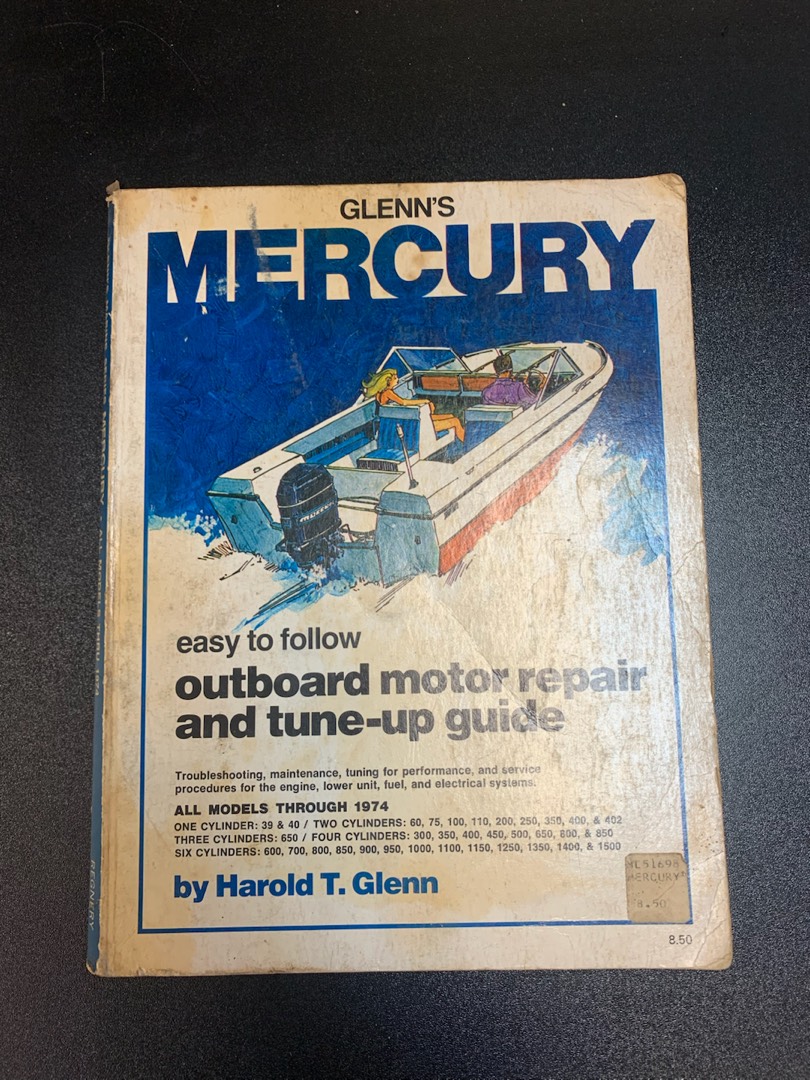 GLENN'S
MERCURY
easy to follow
outboard motor repair
and tune-up guide
Troubleshooting, maintenance, tuning for performance, and service
procedures for the engine, lower unit, fuel, and electrical systems.
ALL MODELS THROUGH 1974
ONE CYLINDER: 39 & 40 / TWO CYLINDERS: 60, 75, 100, 110, 200, 250, 350, 400, & 402
THREE CYLINDERS: 650 / FOUR CYLINDERS: 300, 350, 400, 450, 500, 650, 800, & 850
SIX CYLINDERS: 600, 700, 800, 850, 900, 950, 1000, 1100, 1150, 1250, 1350, 1400, & 1500
by Harold T. Glenn
MERCURY
8.50
8.50
REGNERY